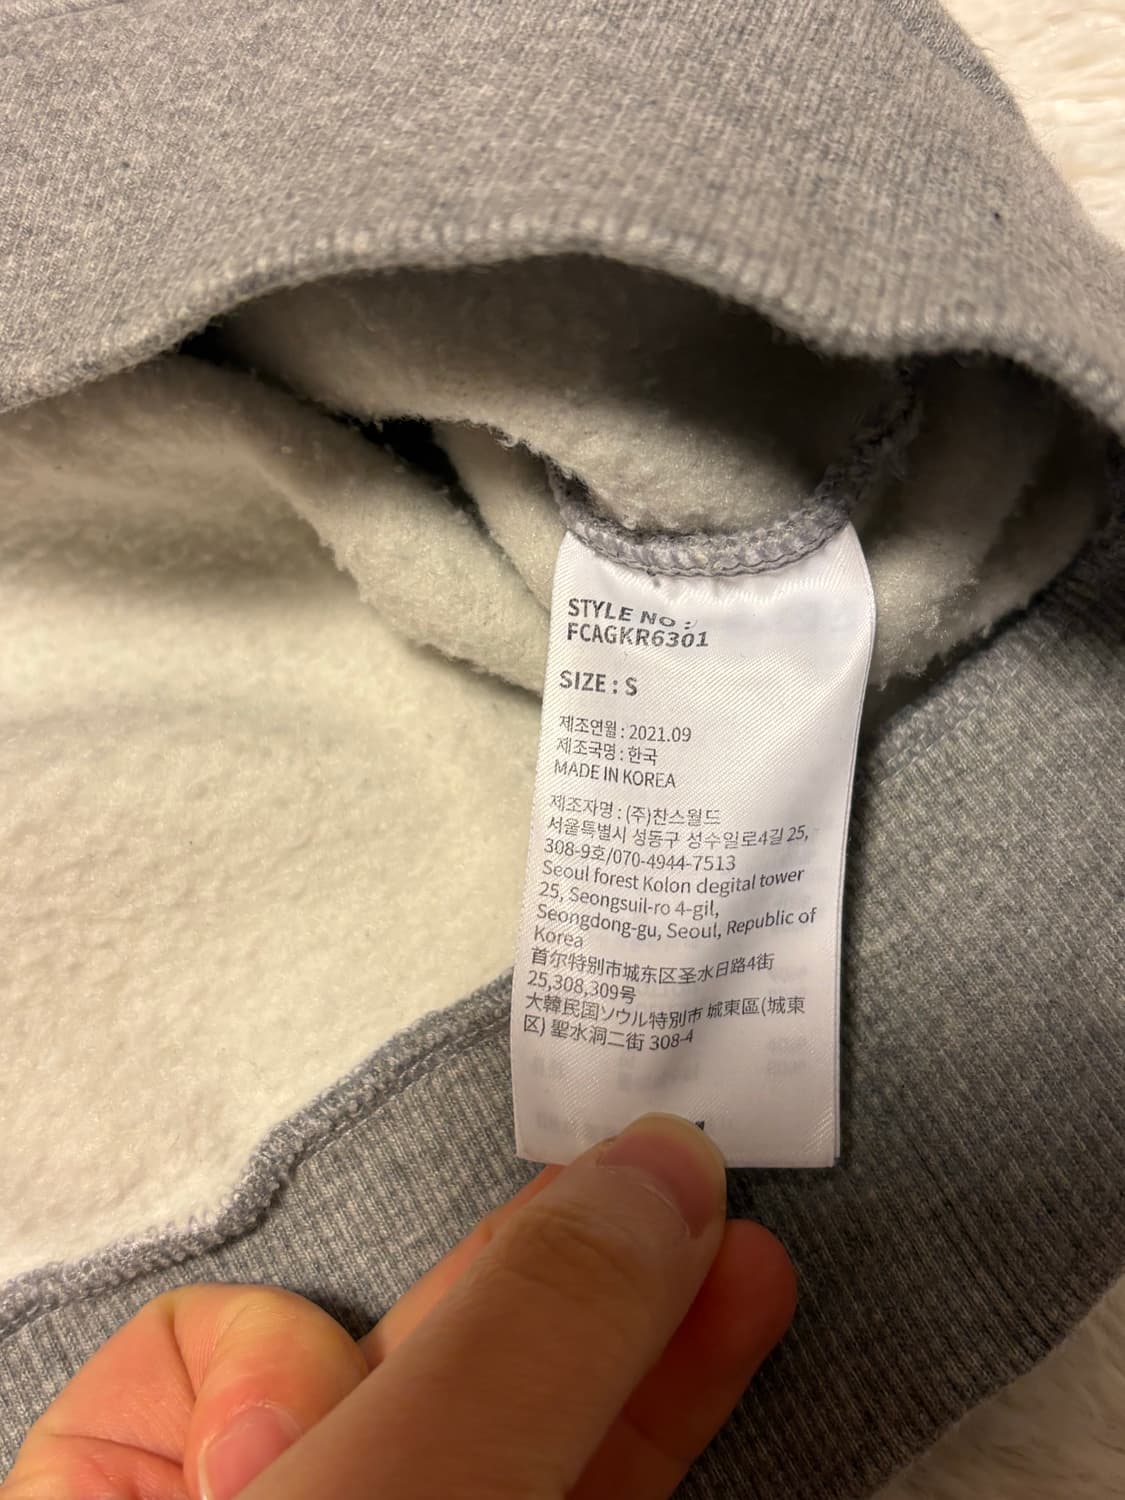 STYLE NO :
FCAGKR6301
SIZE : S
제조연월 : 2021.09
제조국명 : 한국
MADE IN KOREA
제조자명 : (주)찬스월드
서울특별시 성동구 성수일로4길 25,
308-9호/070-4944-7513
Seoul forest Kolon degital tower
25, Seongsuil-ro 4-gil,
Seongdong-gu, Seoul, Republic of
Korea
首尔特别市城东区圣水日路4街
25,308,309号
大韓民国ソウル特別市 城東區(城東
区) 聖水洞二街 308-4